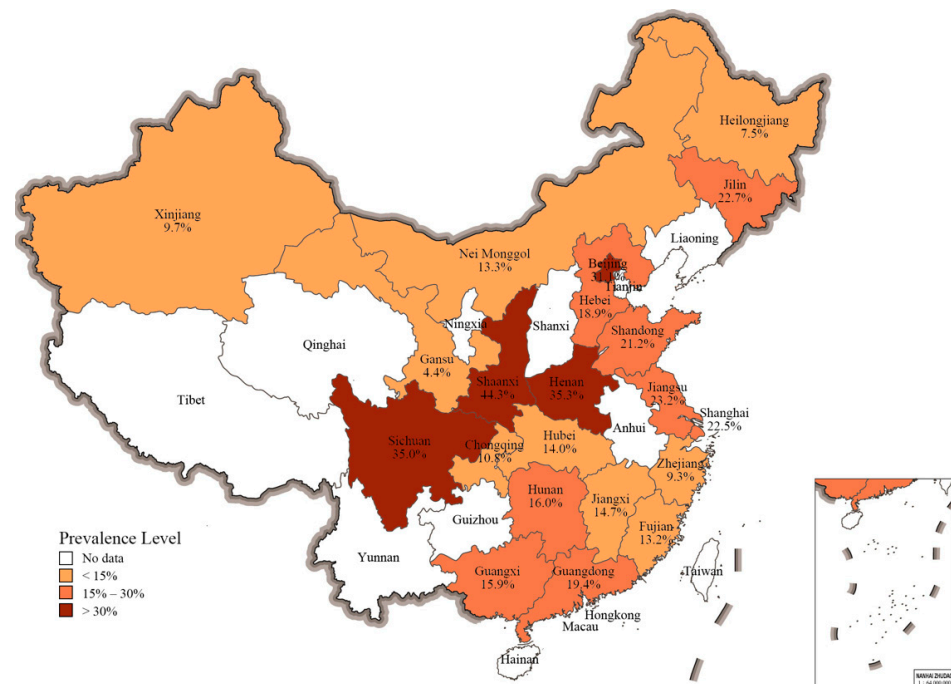 Heilongjiang
7.5%
Jilin
22.7%
Xinjiang
9.7%
Liaoning
Nei Monggol
13.3%
Beijing
31.1%
Tianjin
Hebei
18.9%
Ningxia
Shanxi
Shandong
21.2%
Qinghai
Gansu
4.4%
Shaanxi
44.3%
Henan
35.3%
Jiangsu
23.2%
Tibet
Shanghai
22.5%
Anhui
Sichuan
35.0%
Chongqing
10.8%
Hubei
14.0%
Zhejiang
9.3%
Hunan
16.0%
Jiangxi
14.7%
Guizhou
Fujian
13.2%
Yunnan
Guangxi
15.9%
Guangdong
19.4%
Taiwan
Hongkong
Macau
Hainan
Prevalence Level
No data
< 15%
15% – 30%
> 30%